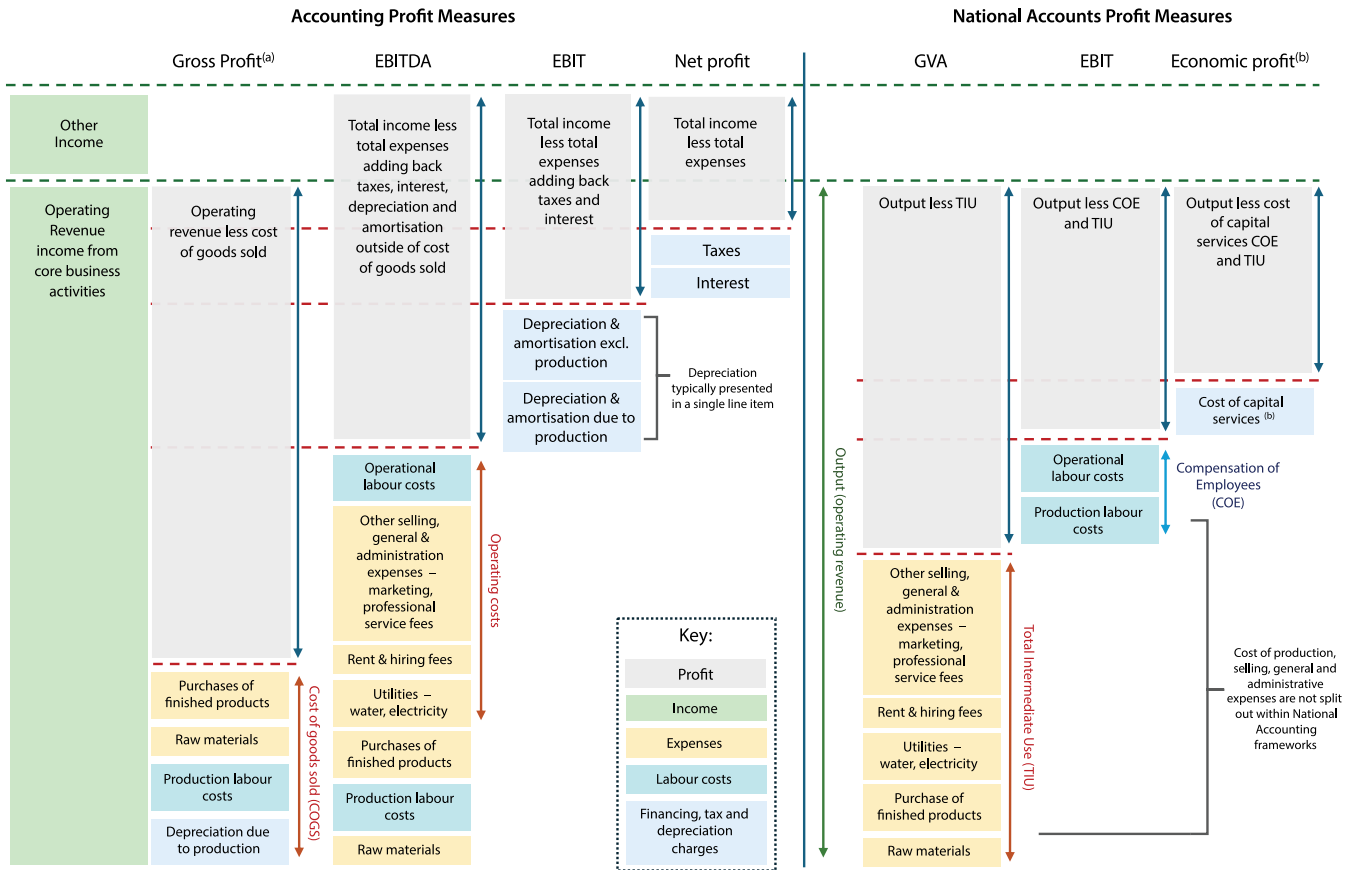 Accounting Profit Measures
National Accounts Profit Measures
Gross Profit(a)
EBITDA
EBIT
Net profit
GVA
EBIT
Economic profit(b)
Other
Income
Operating
Revenue
income from
core business
activities
Operating
revenue less cost
of goods sold
Purchases of
finished products
Raw materials
Production labour
costs
Depreciation due
to production
Cost of goods sold (COGS)
Total income less
total expenses
adding back
taxes, interest,
depreciation and
amortisation
outside of cost
of goods sold
Operational
labour costs
Other selling,
general &
administration
expenses –
marketing,
professional
service fees
Rent & hiring fees
Utilities –
water, electricity
Purchases of
finished products
Production labour
costs
Raw materials
Operating costs
Total income
less total
expenses
adding back
taxes and
interest
Depreciation &
amortisation excl.
production
Depreciation &
amortisation due to
production
Depreciation
typically presented
in a single line item
Total income
less total
expenses
Taxes
Interest
Key:
Profit
Income
Expenses
Labour costs
Financing, tax and
depreciation
charges
Output (operating revenue)
Output less TIU
Other selling,
general &
administration
expenses –
marketing,
professional
service fees
Rent & hiring fees
Utilities –
water, electricity
Purchase of
finished products
Raw materials
Total Intermediate Use (TIU)
Output less COE
and TIU
Operational
labour costs
Production labour
costs
Compensation of
Employees
(COE)
Output less cost
of capital
services COE
and TIU
Cost of capital
services (b)
Cost of production,
selling, general and
administrative
expenses are not split
out within National
Accounting
frameworks